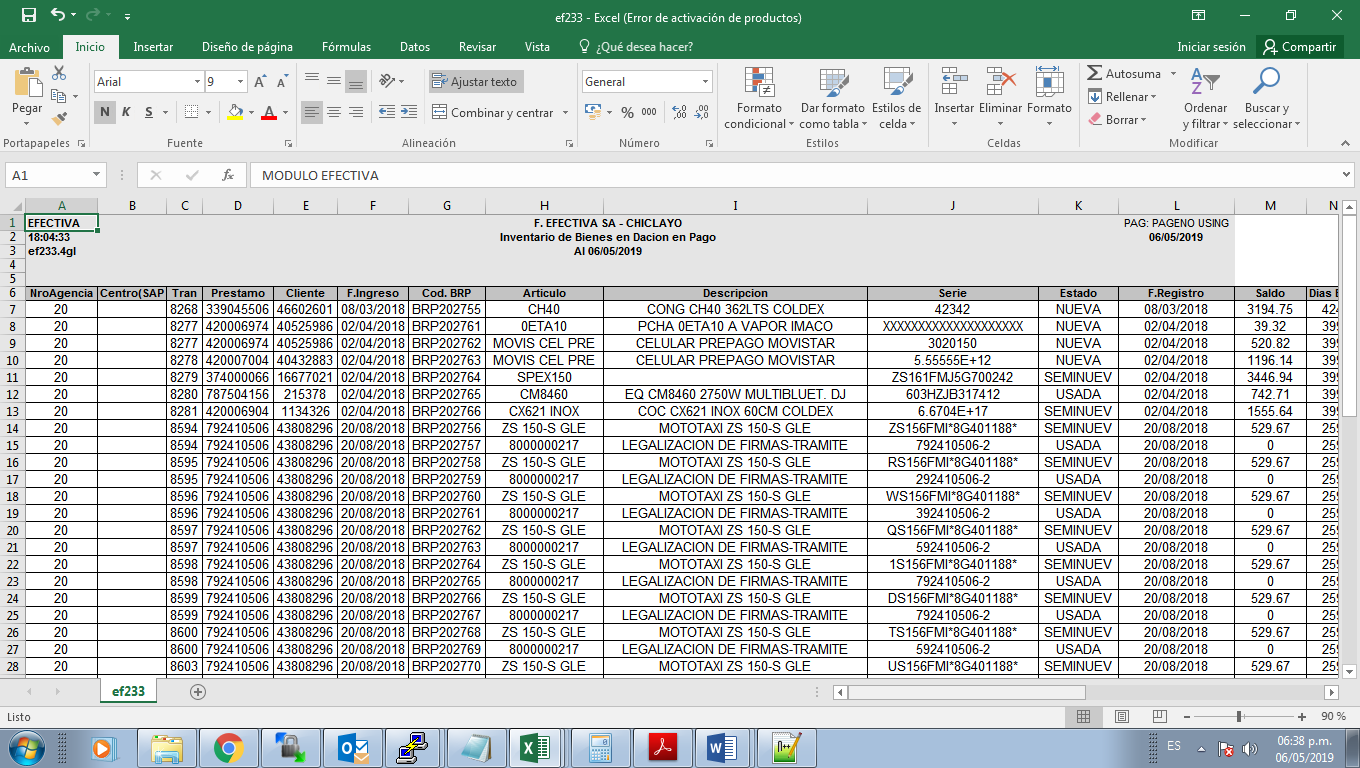 ef233 - Excel (Error de activación de productos)
Archivo Inicio Insertar Diseño de página Fórmulas Datos Revisar Vista ¿Qué desea hacer? Iniciar sesión Compartir
Pegar Arial 9 Ajustar texto General Formato condicional Dar formato como tabla Estilos de celda Insertar Eliminar Formato Autosuma Rellenar Borrar Ordenar y filtrar Buscar y seleccionar
N K S Combinar y centrar % 000
Portapapeles Fuente Alineación Número Estilos Celdas Modificar
A1 fx MODULO EFECTIVA
A B C D E F G H I J K L M N
1 EFECTIVA F. EFECTIVA SA - CHICLAYO PAG: PAGENO USING
2 18:04:33 Inventario de Bienes en Dacion en Pago 06/05/2019
3 ef233.4gl Al 06/05/2019
4
5
6 NroAgencia Centro(SAP Tran Prestamo Cliente F.Ingreso Cod. BRP Articulo Descripcion Serie Estado F.Registro Saldo Dias
7 20 8268 339045506 46602601 08/03/2018 BRP202755 CH40 CONG CH40 362LTS COLDEX 42342 NUEVA 08/03/2018 3194.75
8 20 8277 420006974 40525986 02/04/2018 BRP202761 0ETA10 PCHA 0ETA10 A VAPOR IMACO XXXXXXXXXXXXXXXXXXXX NUEVA 02/04/2018 39.32
9 20 8277 420006974 40525986 02/04/2018 BRP202762 MOVIS CEL PRE CELULAR PREPAGO MOVISTAR 3020150 NUEVA 02/04/2018 520.82
10 20 8278 420007004 40432883 02/04/2018 BRP202763 MOVIS CEL PRE CELULAR PREPAGO MOVISTAR 5.55555E+12 NUEVA 02/04/2018 1196.14
11 20 8279 374000066 16677021 02/04/2018 BRP202764 SPEX150 ZS161FMJ5G700242 SEMINUEV 02/04/2018 3446.94
12 20 8280 787504156 215378 02/04/2018 BRP202765 CM8460 EQ CM8460 2750W MULTIBLUET. DJ 603HZJB317412 USADA 02/04/2018 742.71
13 20 8281 420006904 1134326 02/04/2018 BRP202766 CX621 INOX COC CX621 INOX 60CM COLDEX 6.6704E+17 SEMINUEV 02/04/2018 1555.64
14 20 8594 792410506 43808296 20/08/2018 BRP202756 ZS 150-S GLE MOTOTAXI ZS 150-S GLE ZS156FMI*8G401188* SEMINUEV 20/08/2018 529.67
15 20 8594 792410506 43808296 20/08/2018 BRP202757 8000000217 LEGALIZACION DE FIRMAS-TRAMITE 792410506-2 USADA 20/08/2018 0
16 20 8595 792410506 43808296 20/08/2018 BRP202758 ZS 150-S GLE MOTOTAXI ZS 150-S GLE RS156FMI*8G401188* SEMINUEV 20/08/2018 529.67
17 20 8595 792410506 43808296 20/08/2018 BRP202759 8000000217 LEGALIZACION DE FIRMAS-TRAMITE 292410506-2 USADA 20/08/2018 0
18 20 8596 792410506 43808296 20/08/2018 BRP202760 ZS 150-S GLE MOTOTAXI ZS 150-S GLE WS156FMI*8G401188* SEMINUEV 20/08/2018 529.67
19 20 8596 792410506 43808296 20/08/2018 BRP202761 8000000217 LEGALIZACION DE FIRMAS-TRAMITE 392410506-2 USADA 20/08/2018 0
20 20 8597 792410506 43808296 20/08/2018 BRP202762 ZS 150-S GLE MOTOTAXI ZS 150-S GLE QS156FMI*8G401188* SEMINUEV 20/08/2018 529.67
21 20 8597 792410506 43808296 20/08/2018 BRP202763 8000000217 LEGALIZACION DE FIRMAS-TRAMITE 592410506-2 USADA 20/08/2018 0
22 20 8598 792410506 43808296 20/08/2018 BRP202764 ZS 150-S GLE MOTOTAXI ZS 150-S GLE 1S156FMI*8G401188* SEMINUEV 20/08/2018 529.67
23 20 8598 792410506 43808296 20/08/2018 BRP202765 8000000217 LEGALIZACION DE FIRMAS-TRAMITE 792410506-2 USADA 20/08/2018 0
24 20 8599 792410506 43808296 20/08/2018 BRP202766 ZS 150-S GLE MOTOTAXI ZS 150-S GLE DS156FMI*8G401188* SEMINUEV 20/08/2018 529.67
25 20 8599 792410506 43808296 20/08/2018 BRP202767 8000000217 LEGALIZACION DE FIRMAS-TRAMITE 792410506-2 USADA 20/08/2018 0
26 20 8600 792410506 43808296 20/08/2018 BRP202768 ZS 150-S GLE MOTOTAXI ZS 150-S GLE TS156FMI*8G401188* SEMINUEV 20/08/2018 529.67
27 20 8600 792410506 43808296 20/08/2018 BRP202769 8000000217 LEGALIZACION DE FIRMAS-TRAMITE 592410506-2 USADA 20/08/2018 0
28 20 8603 792410506 43808296 20/08/2018 BRP202770 ZS 150-S GLE MOTOTAXI ZS 150-S GLE US156FMI*8G401188* SEMINUEV 20/08/2018 529.67
ef233
Listo 90 %
ES 06:38 p.m.
06/05/2019